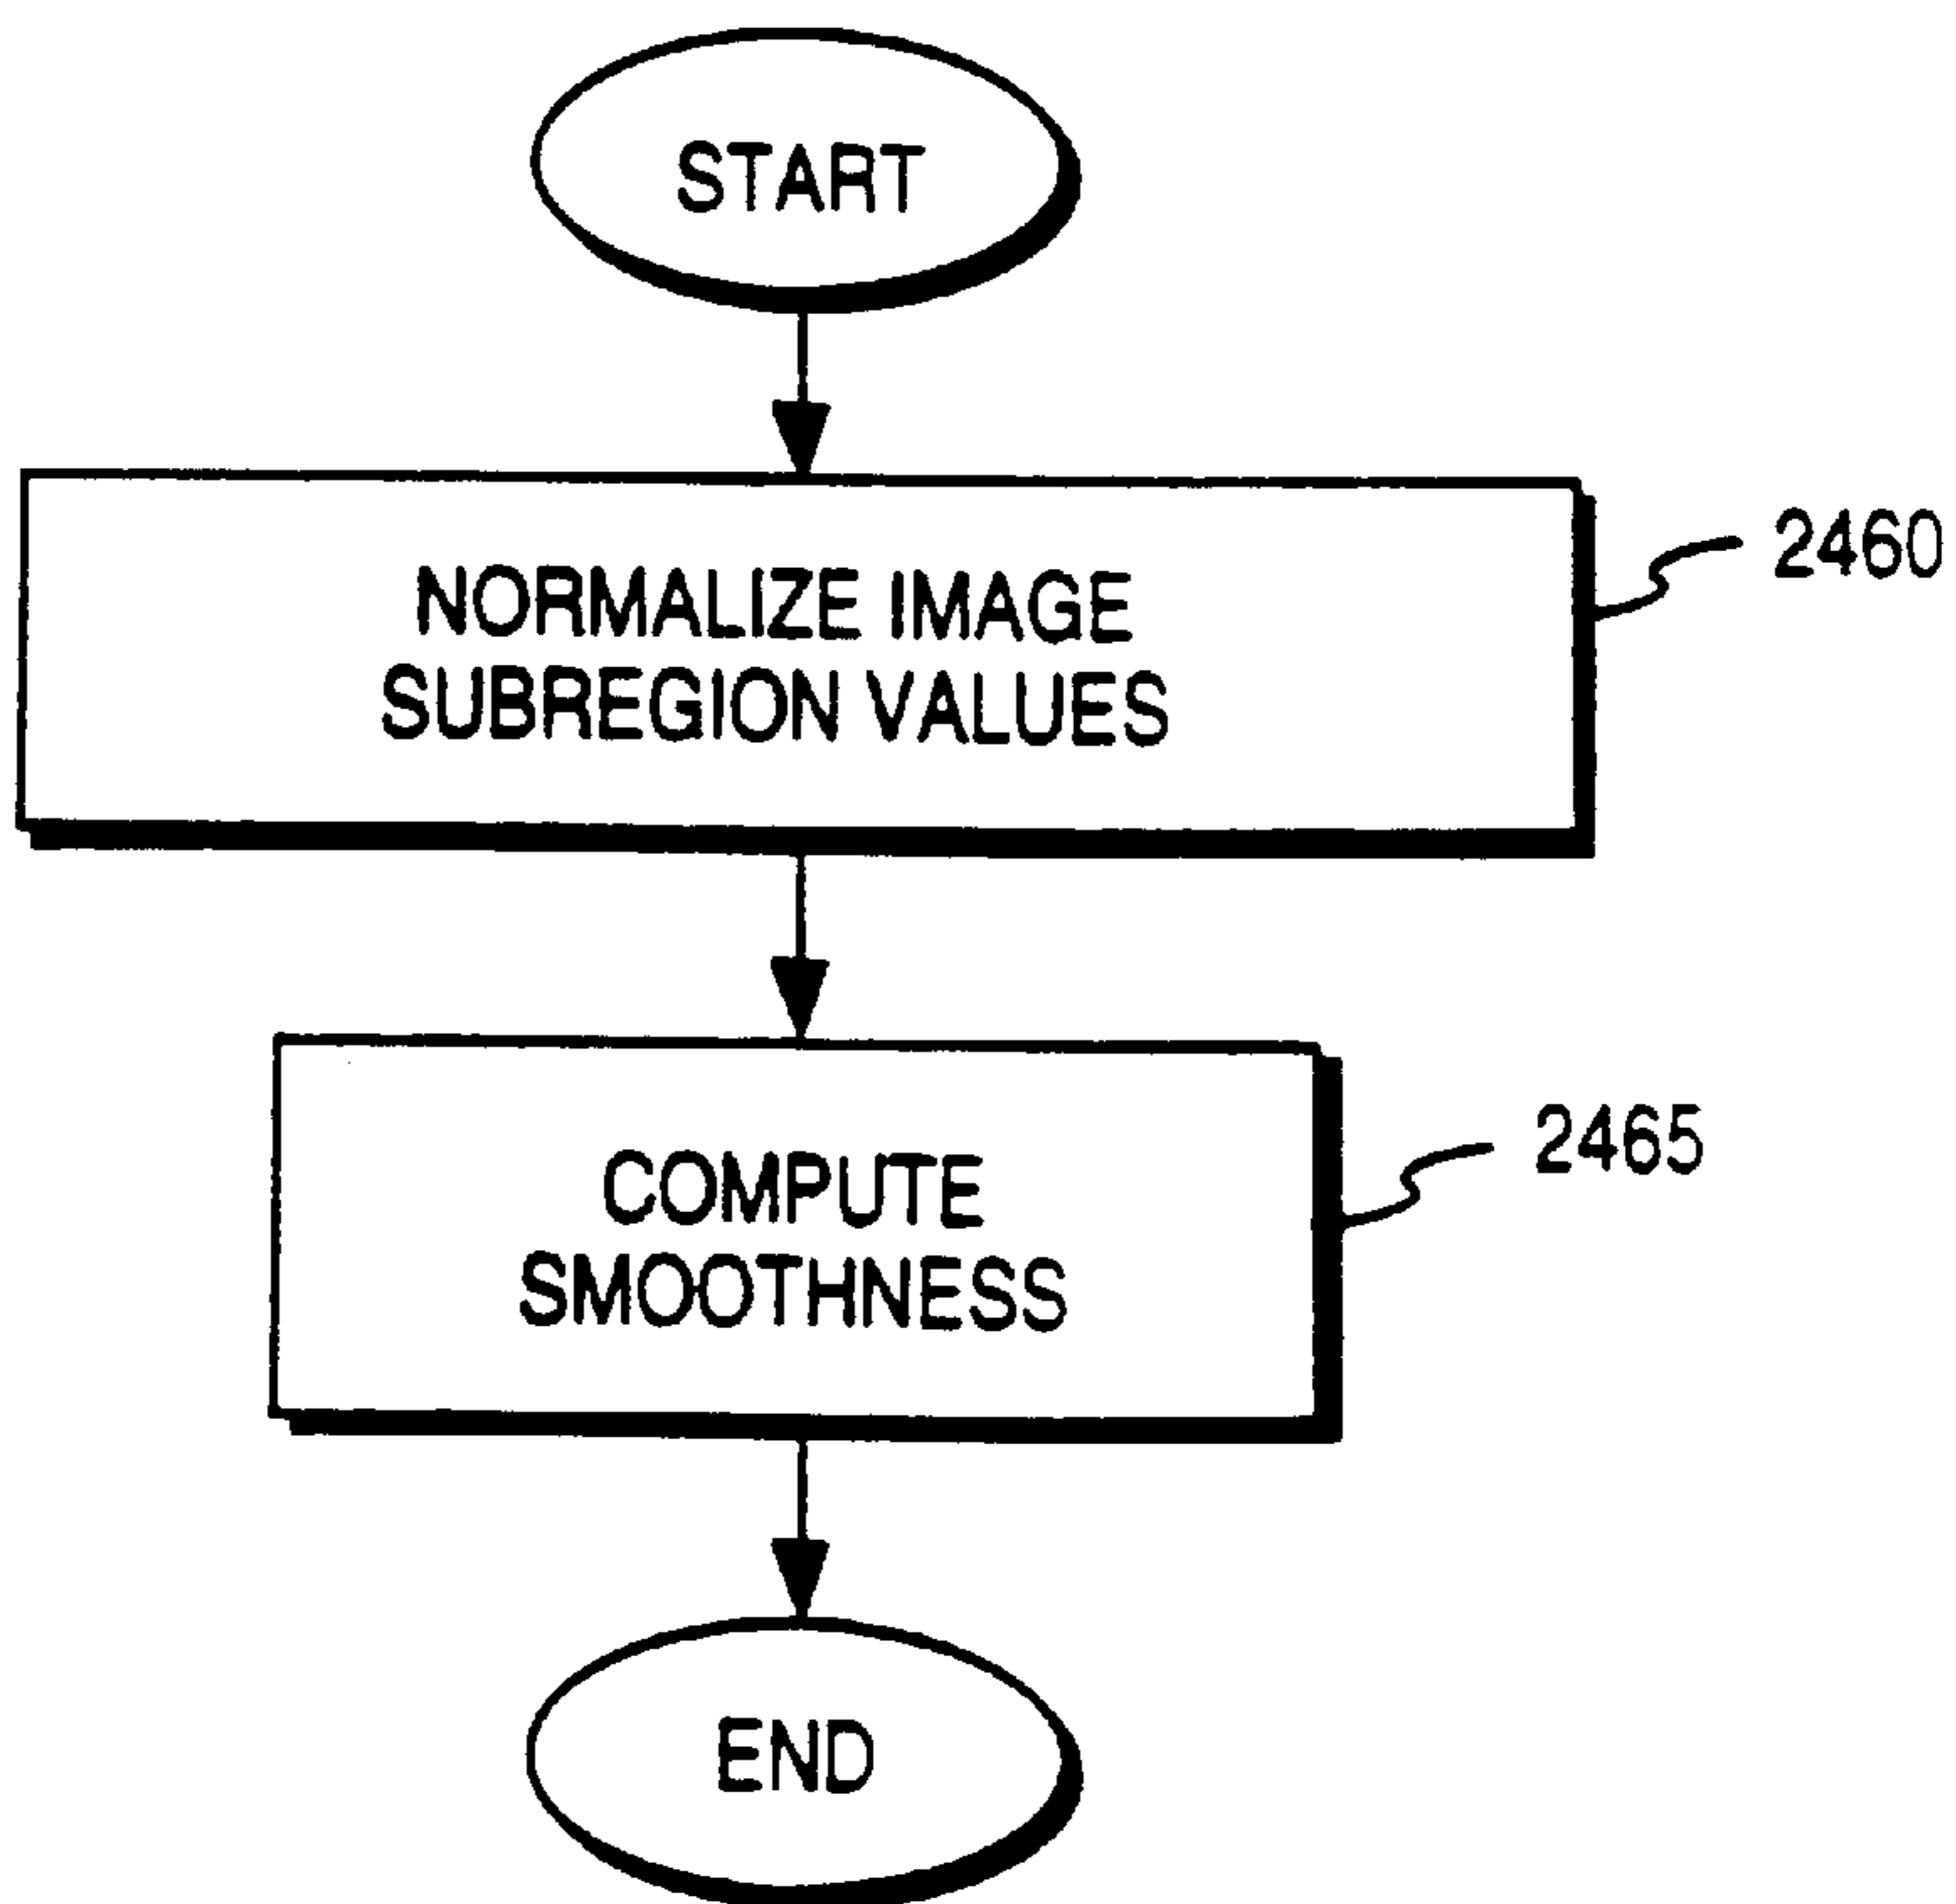 START
NORMALIZE IMAGE
SUBREGION VALUES
2460
COMPUTE
SMOOTHNESS
2465
END